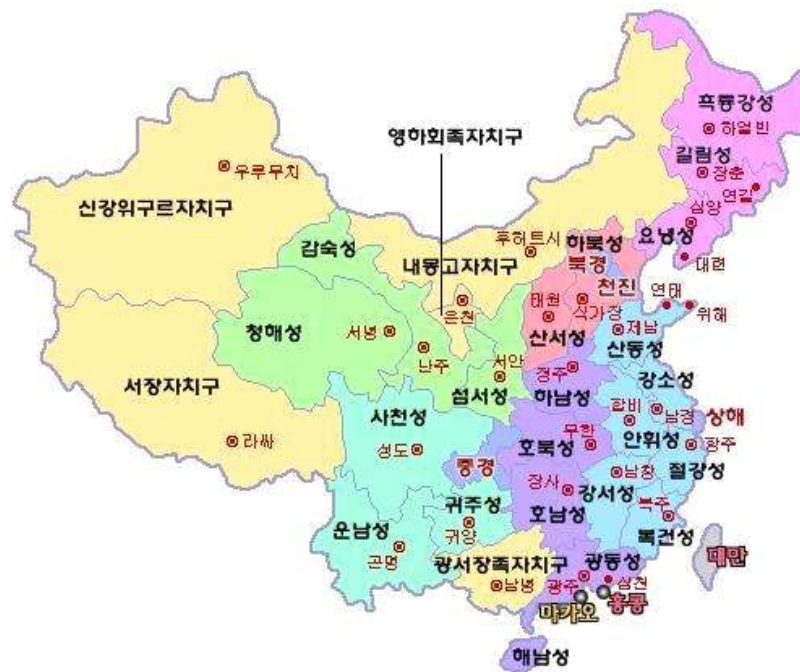 흑룡강성
하얼빈
영하회족자치구
길림성
장춘
우루무치
연길
신강위구르자치구
심양
요녕성
감숙성
후허트시
하북성
내몽고자치구
북경
대련
천진
은천
태원
석가장
연태
위해
청해성
서녕
제남
산서성
산동성
난주
서안
서장자치구
섬서성
정주
하남성
강소성
합비
남경
상해
사천성
무한
라싸
성도
호북성
안휘성
항주
중경
남창
절강성
장사
강서성
귀주성
호남성
복주
운남성
귀양
복건성
곤명
광서장족자치구
광동성
대만
남녕
광주
심천
마카오
홍콩
해남성